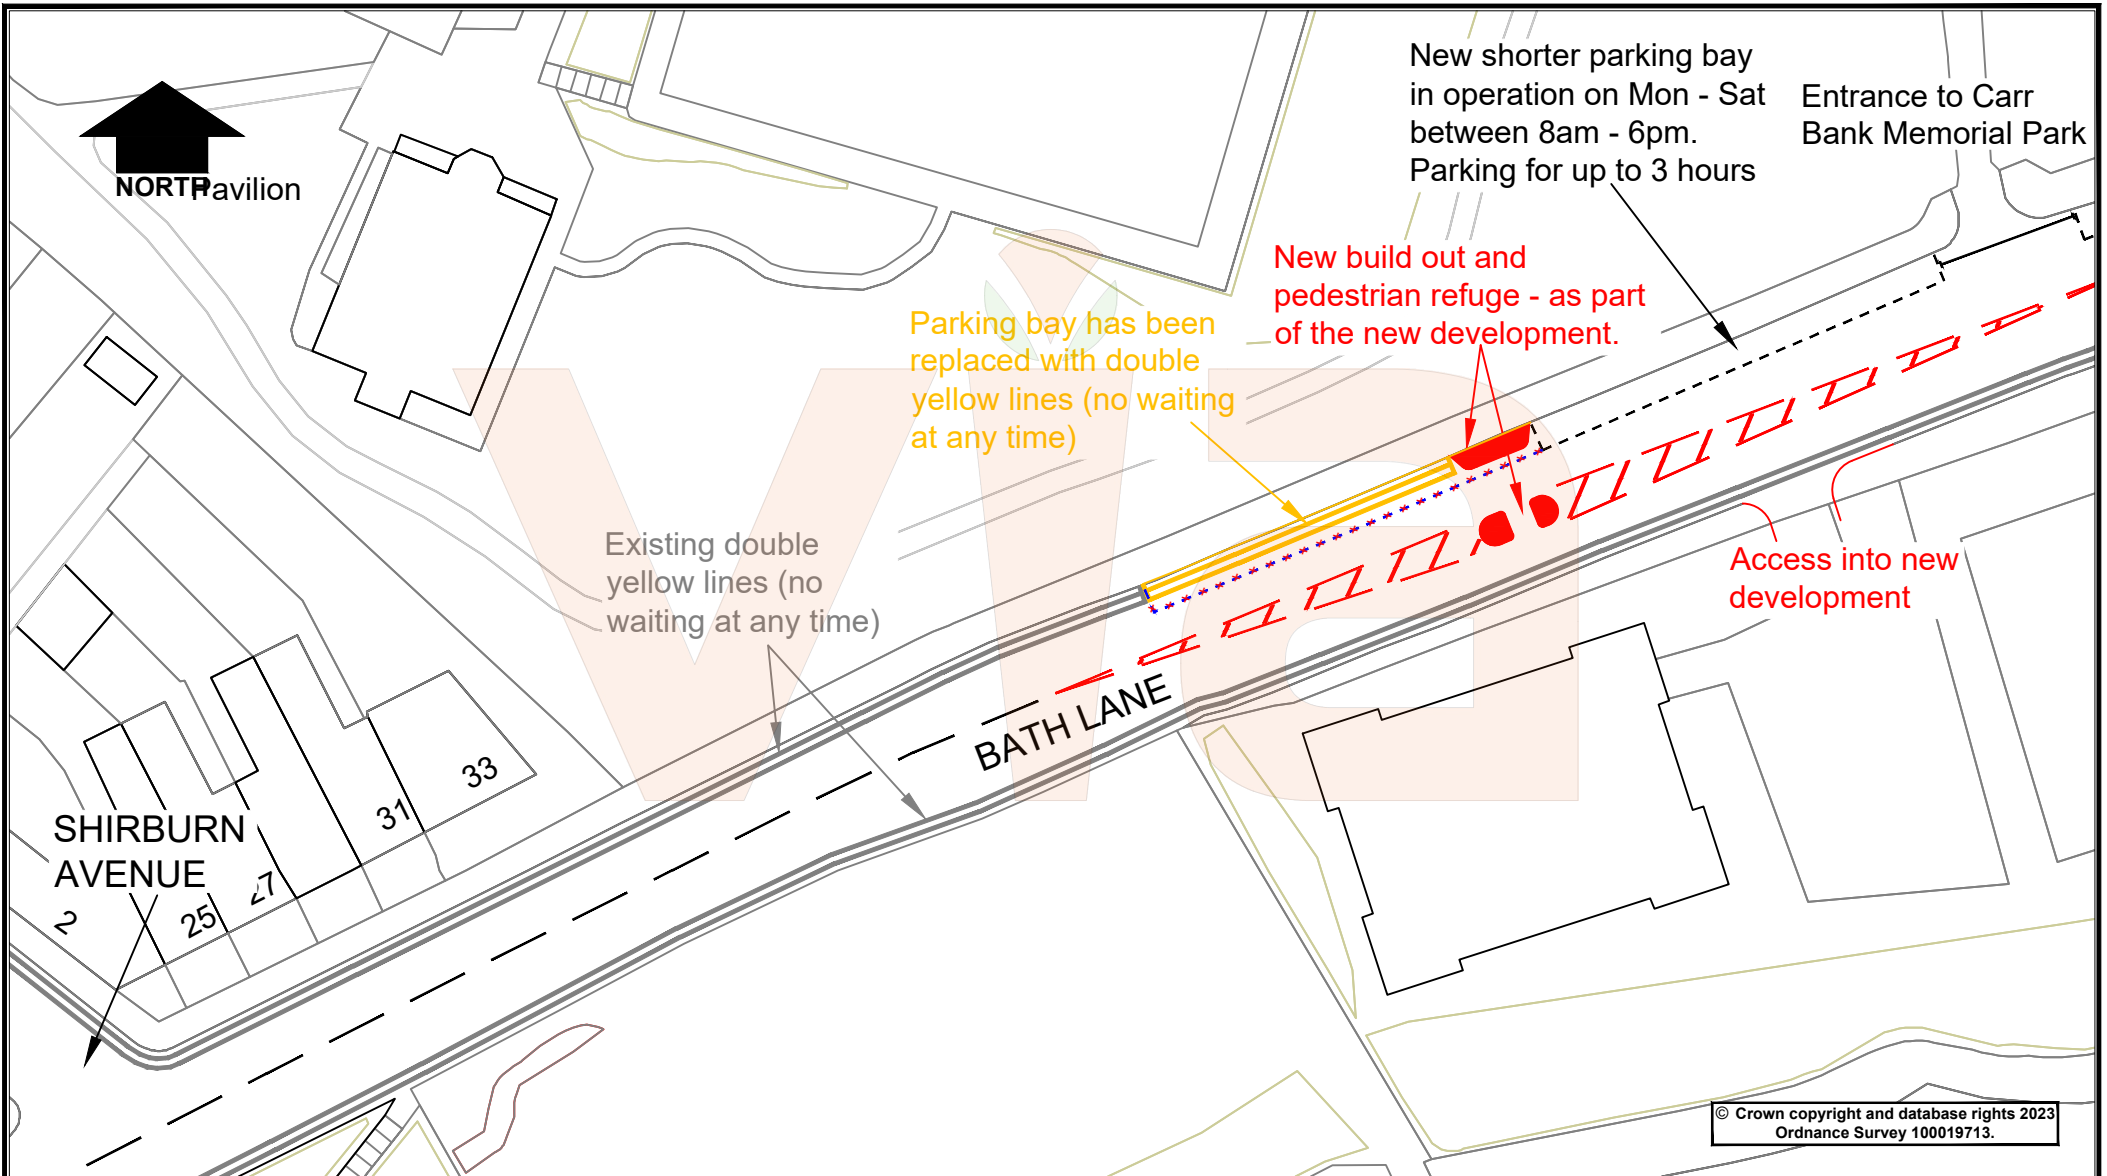 New shorter parking bay
in operation on Mon - Sat
between 8am - 6pm.
Parking for up to 3 hours
Entrance to Carr
Bank Memorial Park
NORTH
Pavilion
New build out and
pedestrian refuge - as part
of the new development.
Parking bay has been
replaced with double
yellow lines (no waiting
at any time)
Existing double
yellow lines (no
waiting at any time)
Access into new
development
BATH LANE
SHIRBURN
AVENUE
33
31
27
25
2
via
© Crown copyright and database rights 2023
Ordnance Survey 100019713.